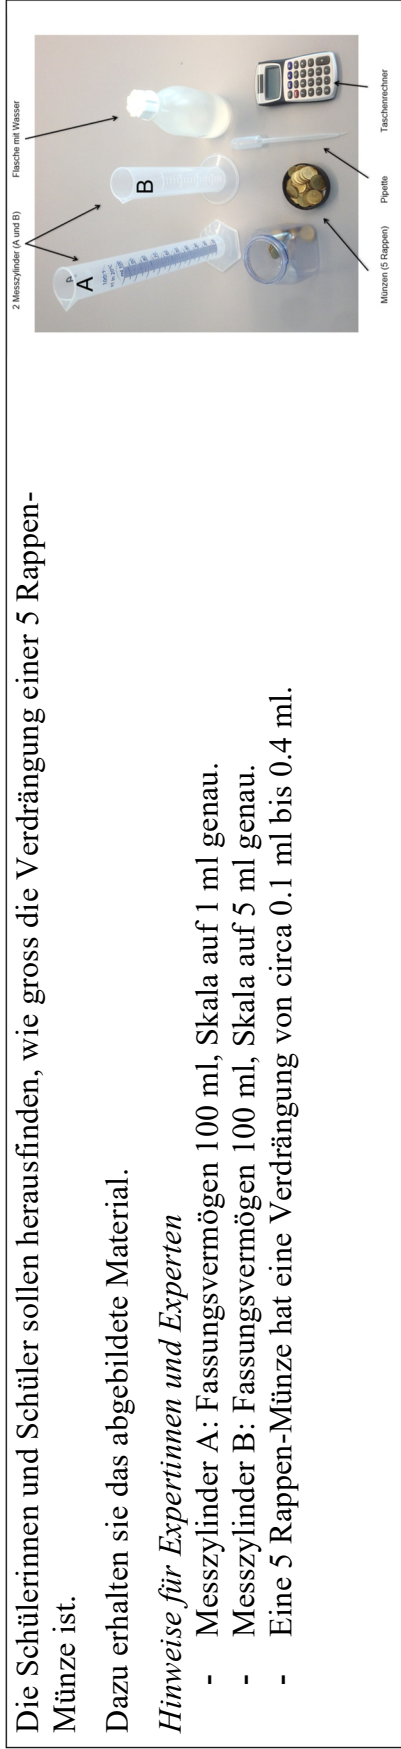 Die Schülerinnen und Schüler sollen herausfinden, wie gross die Verdrängung einer 5 Rappen-
Münze ist.
Dazu erhalten sie das abgebildete Material.
Hinweise für Expertinnen und Experten
- Messzylinder A: Fassungsvermögen 100 ml, Skala auf 1 ml genau.
- Messzylinder B: Fassungsvermögen 100 ml, Skala auf 5 ml genau.
- Eine 5 Rappen-Münze hat eine Verdrängung von circa 0.1 ml bis 0.4 ml.
2 Messzylinder (A und B)
Flasche mit Wasser
A
B
Münzen (5 Rappen)
Pipette
Taschenrechner